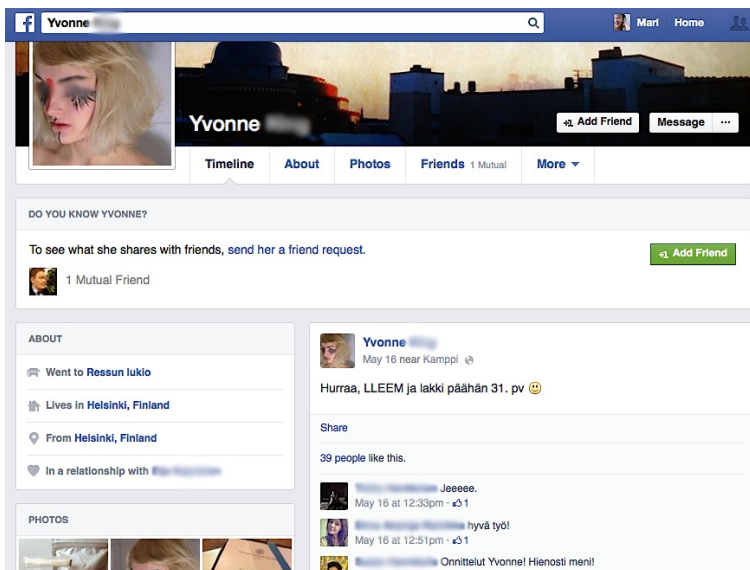 f Yvonne
Mari Home
Yvonne
+1 Add Friend Message ...
Timeline About Photos Friends 1 Mutual More
DO YOU KNOW YVONNE?
To see what she shares with friends, send her a friend request.
+1 Add Friend
1 Mutual Friend
ABOUT
Went to Ressun lukio
Lives in Helsinki, Finland
From Helsinki, Finland
In a relationship with
PHOTOS
Yvonne
May 16 near Kamppi
Hurraa, LLEEM ja lakki päähän 31. pv
Share
39 people like this.
Jeeeee.
May 16 at 12:33pm · 1
hyvä työ!
May 16 at 12:51pm · 1
Onnittelut Yvonne! Hienosti meni!